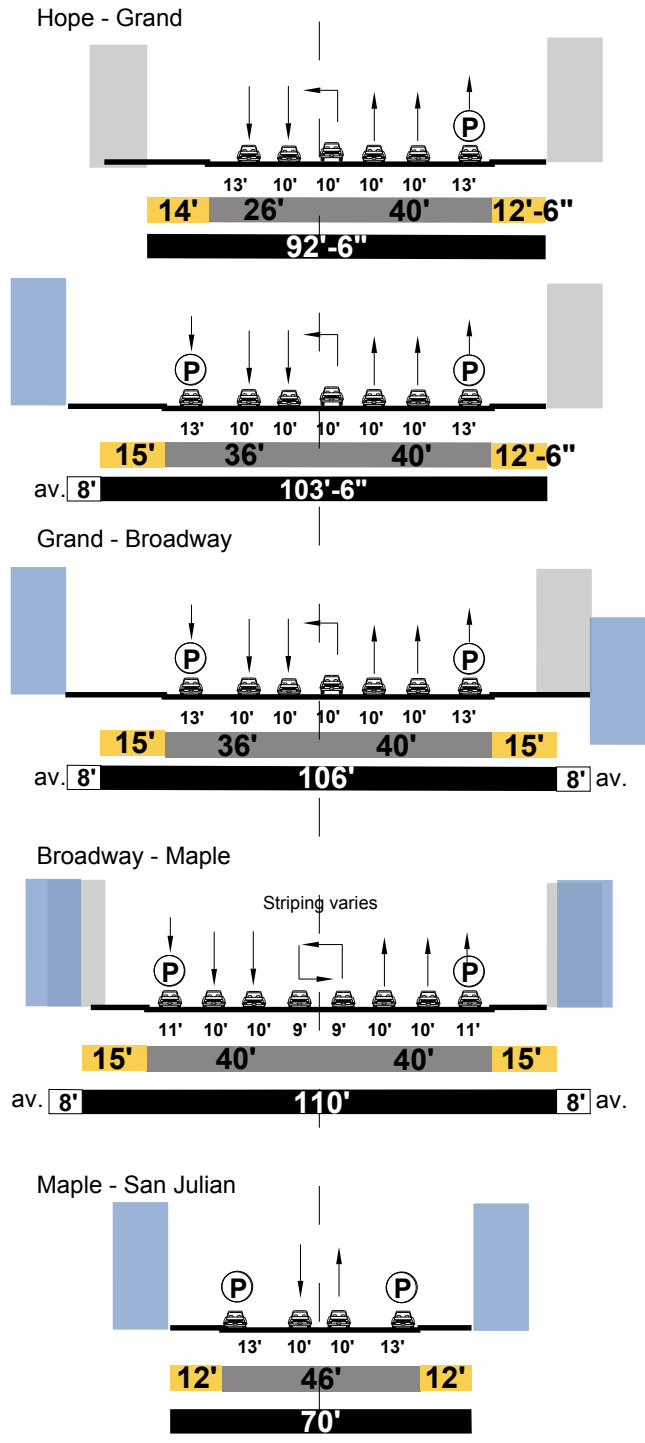 Hope - Grand
P
13' 10' 10' 10' 10' 13'
14' 26' 40' 12'-6"
92'-6"
P P
13' 10' 10' 10' 10' 10' 13'
15' 36' 40' 12'-6"
av. 8' 103'-6"
Grand - Broadway
P P
13' 10' 10' 10' 10' 10' 13'
15' 36' 40' 15'
av. 8' 106' 8' av.
Broadway - Maple
Striping varies
P P
11' 10' 10' 9' 9' 10' 10' 11'
15' 40' 40' 15'
av. 8' 110' 8' av.
Maple - San Julian
P P
13' 10' 10' 13'
12' 46' 12'
70'